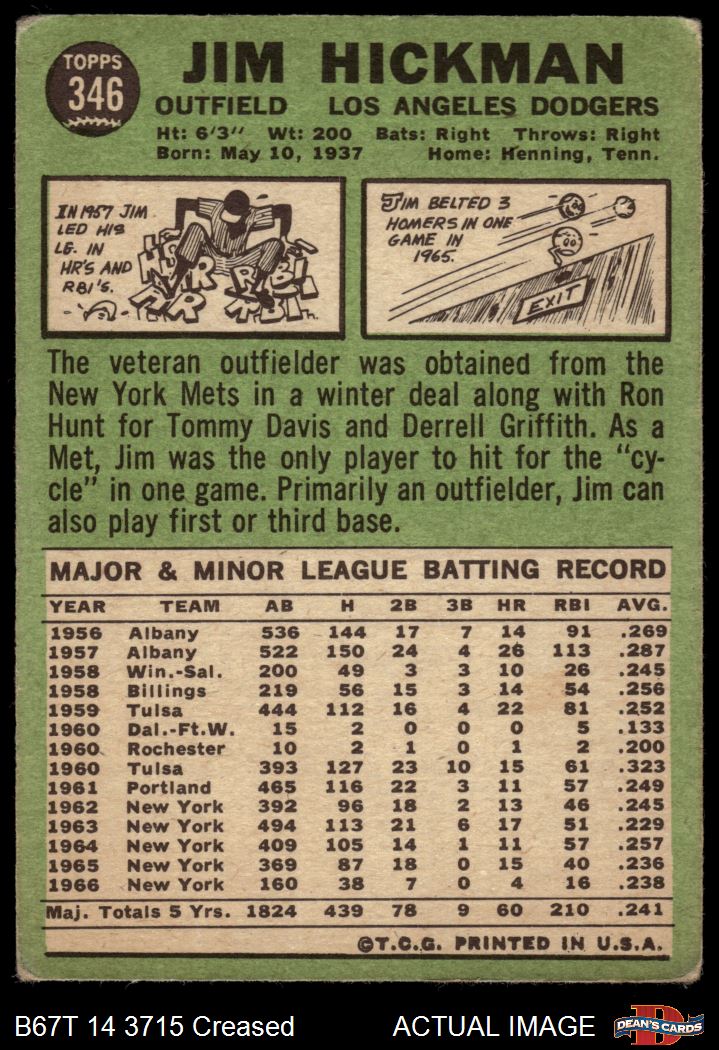 TOPPS
346
JIM HICKMAN
OUTFIELD LOS ANGELES DODGERS
Ht: 6'3" Wt: 200 Bats: Right Throws: Right
Born: May 10, 1937 Home: Henning, Tenn.
IN 1957 JIM
LED HIS
LG. IN
HR'S AND
RBI'S.
JIM BELTED 3
HOMERS IN ONE
GAME IN
1965.
EXIT
The veteran outfielder was obtained from the
New York Mets in a winter deal along with Ron
Hunt for Tommy Davis and Derrell Griffith. As a
Met, Jim was the only player to hit for the "cy-
cle" in one game. Primarily an outfielder, Jim can
also play first or third base.
MAJOR & MINOR LEAGUE BATTING RECORD
YEAR TEAM AB H 2B 3B HR RBI AVG.
1956 Albany 536 144 17 7 14 91 .269
1957 Albany 522 150 24 4 26 113 .287
1958 Win.-Sal. 200 49 3 3 10 26 .245
1958 Billings 219 56 15 3 14 54 .256
1959 Tulsa 444 112 16 4 22 81 .252
1960 Dal.-Ft.W. 15 2 0 0 0 5 .133
1960 Rochester 10 2 1 0 1 2 .200
1960 Tulsa 393 127 23 10 15 61 .323
1961 Portland 465 116 22 3 11 57 .249
1962 New York 392 96 18 2 13 46 .245
1963 New York 494 113 21 6 17 51 .229
1964 New York 409 105 14 1 11 57 .257
1965 New York 369 87 18 0 15 40 .236
1966 New York 160 38 7 0 4 16 .238
Maj. Totals 5 Yrs. 1824 439 78 9 60 210 .241
©T.C.G. PRINTED IN U.S.A.
B67T 14 3715 Creased ACTUAL IMAGE DEAN'S CARDS